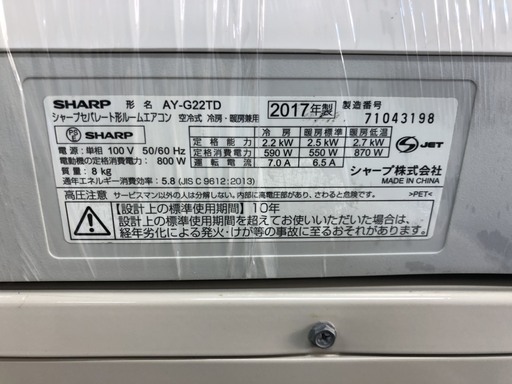 SHARP 形名 AY-G22TD 2017年製 製造番号
シャープセパレート形ルームエアコン 空冷式 冷房・暖房兼用 71043198
PS E SHARP
冷房 暖房標準 暖房低温
定格能力 2.2 kW 2.5 kW 2.7 kW
電源:単相 100 V 50/60 Hz 定格消費電力 590 W 550 W 870 W
電動機の定格消費電力: 800 W 運転電流 7.0 A 6.5 A
S JET
質量: 8 kg
シャープ株式会社
通年エネルギー消費効率: 5.8 (JIS C 9612:2013) MADE IN CHINA
高圧注意 サービスマン以外の人は分解しない。内部に高電圧部があり、さわると危険です。 >PET<
【設計上の標準使用期間】10年
設計上の標準使用期間を超えてお使いいただいた場合は、
経年劣化による発火・けが等の事故に至るおそれがあります。